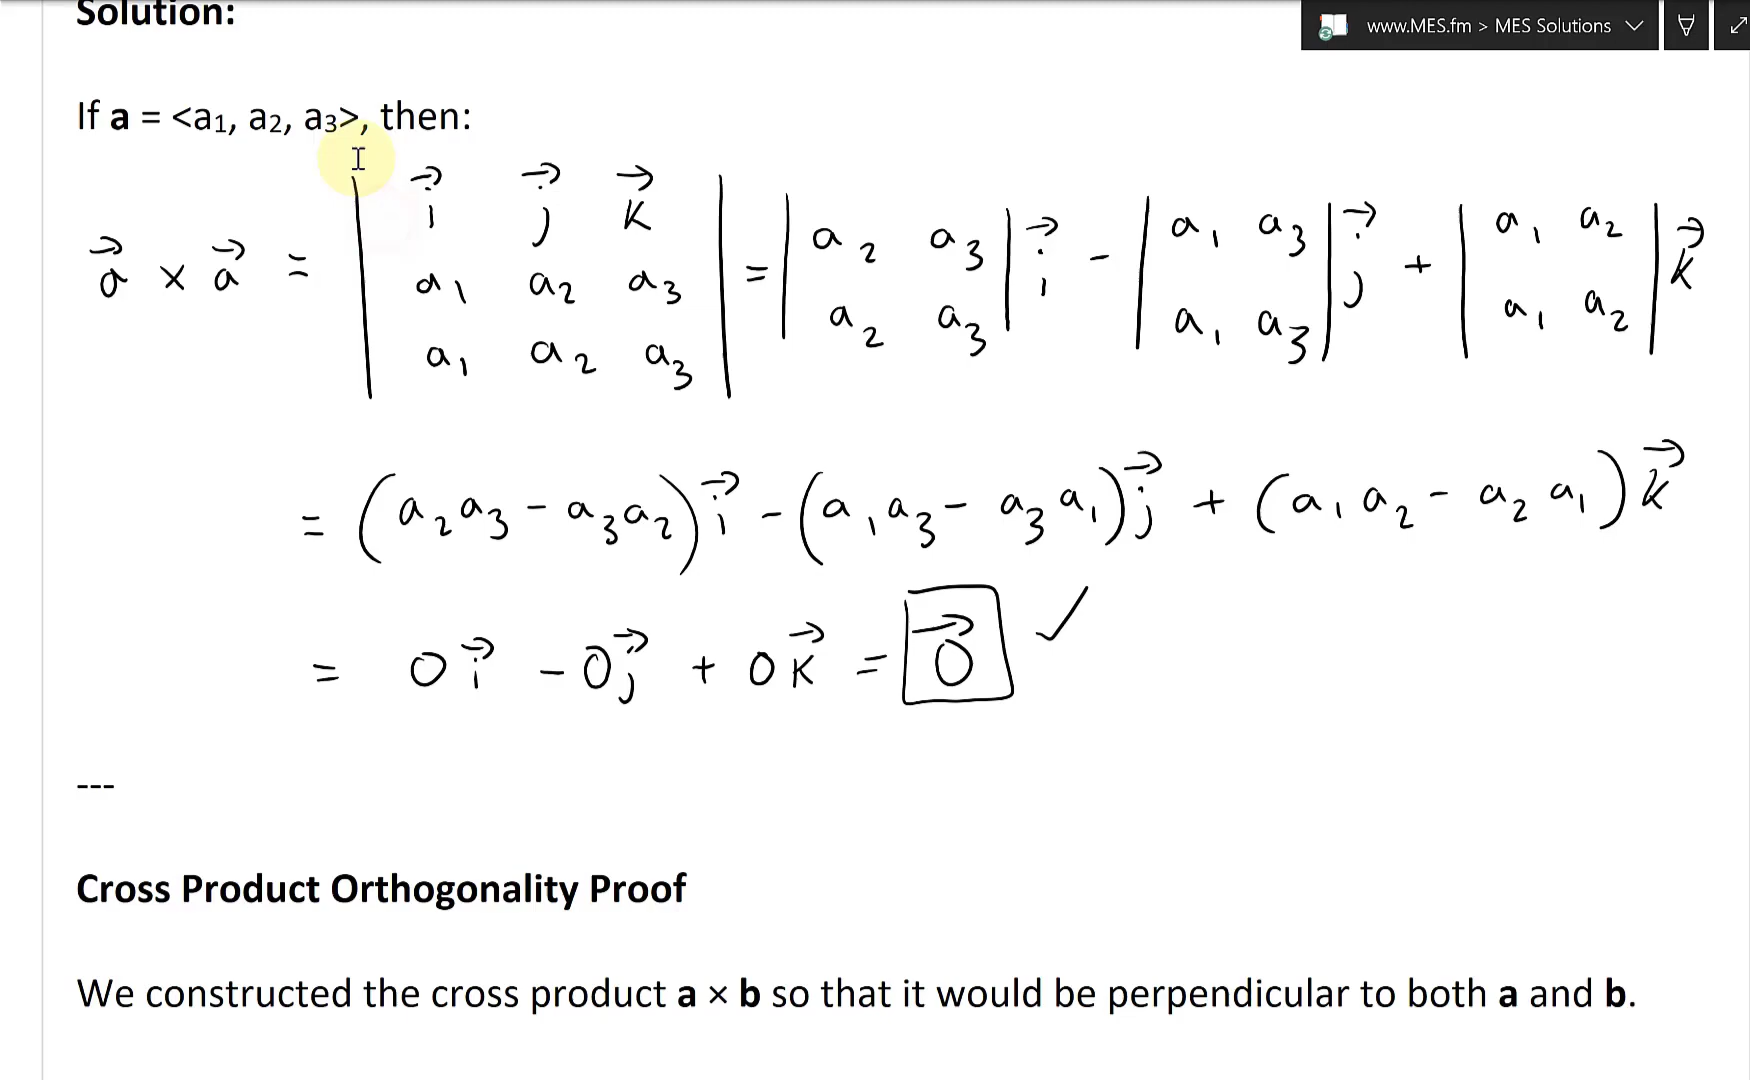 Solution:
www.MES.fm > MES Solutions
If a = <a₁, a₂, a₃>, then:
a⃗ × a⃗ = | i⃗ j⃗ k⃗ ; a₁ a₂ a₃ ; a₁ a₂ a₃ | = | a₂ a₃ ; a₂ a₃ | i⃗ - | a₁ a₃ ; a₁ a₃ | j⃗ + | a₁ a₂ ; a₁ a₂ | k⃗
= (a₂a₃ - a₃a₂) i⃗ - (a₁a₃ - a₃a₁) j⃗ + (a₁a₂ - a₂a₁) k⃗
= 0 i⃗ - 0 j⃗ + 0 k⃗ = 0⃗ ✓
---
Cross Product Orthogonality Proof
We constructed the cross product a × b so that it would be perpendicular to both a and b.